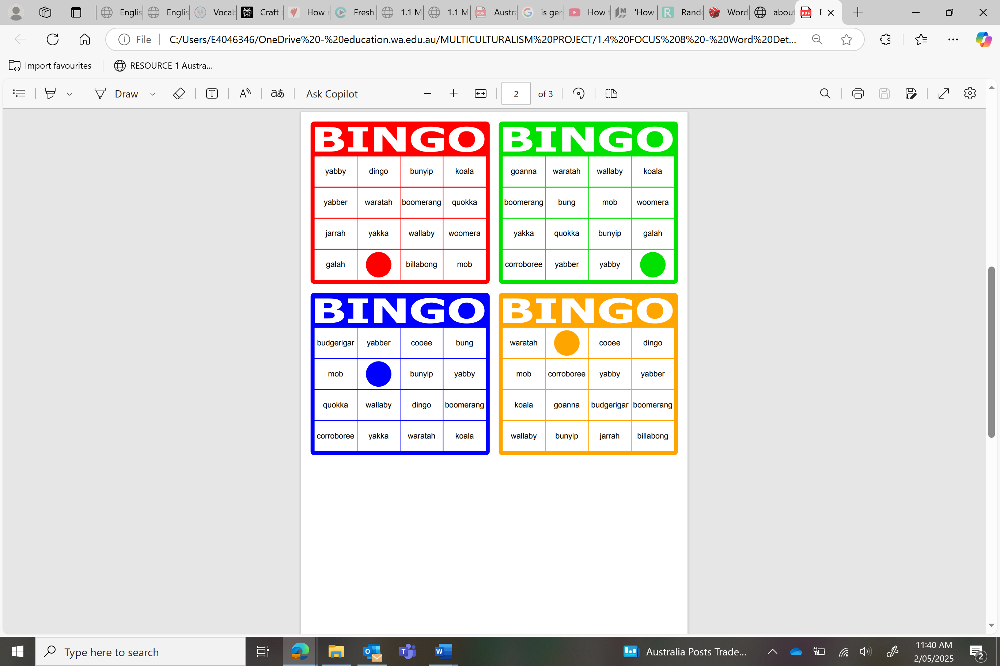 Englis Englis Vocab Craft How Fresh 1.1 M 1.1 M Austra is ger How 'How Rand Word about
File C:/Users/E4046346/OneDrive%20-%20education.wa.edu.au/MULTICULTURALISM%20PROJECT/1.4%20FOCUS%208%20-%20Word%20Det...
Import favourites RESOURCE 1 Austra...
Draw Ask Copilot 2 of 3
BINGO
yabby dingo bunyip koala
yabber waratah boomerang quokka
jarrah yakka wallaby woomera
galah billabong mob
BINGO
goanna waratah wallaby koala
boomerang bung mob woomera
yakka quokka bunyip galah
corroboree yabber yabby
BINGO
budgerigar yabber cooee bung
mob bunyip yabby
quokka wallaby dingo boomerang
corroboree yakka waratah koala
BINGO
waratah cooee dingo
mob corroboree yabby yabber
koala goanna budgerigar boomerang
wallaby bunyip jarrah billabong
Type here to search
Australia Posts Trade...
11:40 AM
2/05/2025
2